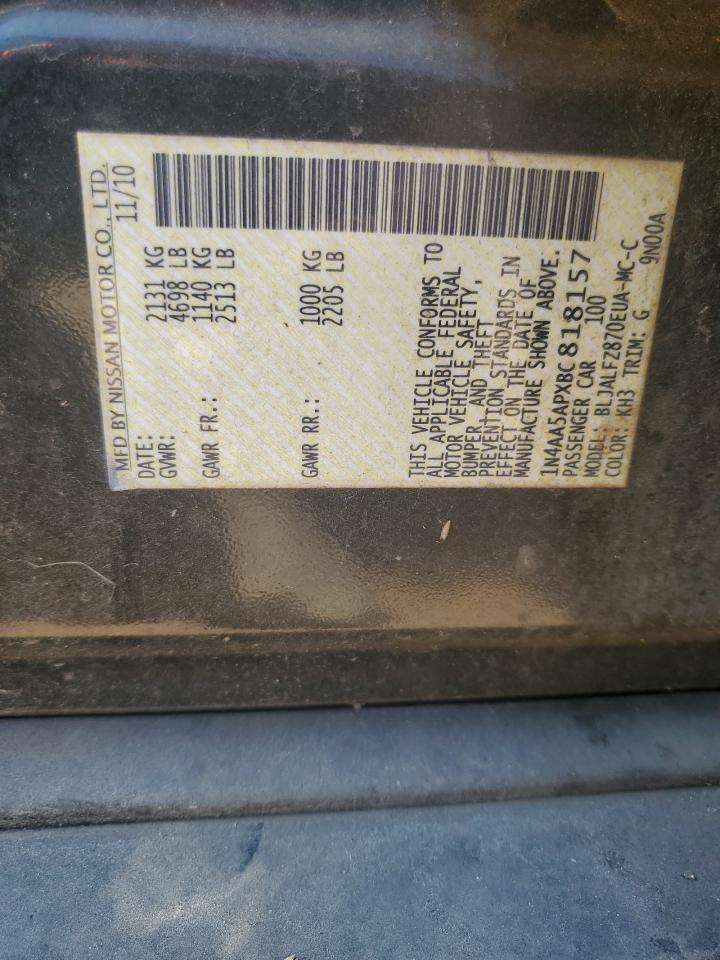 MFD BY NISSAN MOTOR CO., LTD.
DATE: 11/10
GVWR: 2131 KG
4698 LB
GAWR FR.: 1140 KG
2513 LB
GAWR RR.: 1000 KG
2205 LB
THIS VEHICLE CONFORMS TO
ALL APPLICABLE FEDERAL
MOTOR VEHICLE SAFETY,
BUMPER, AND THEFT
PREVENTION STANDARDS IN
EFFECT ON THE DATE OF
MANUFACTURE SHOWN ABOVE.
1N4AA5APXBC818157
PASSENGER CAR 100
MODEL: BLJALFZ870EUA-MC-C
COLOR: KH3 TRIM: G 9N00A